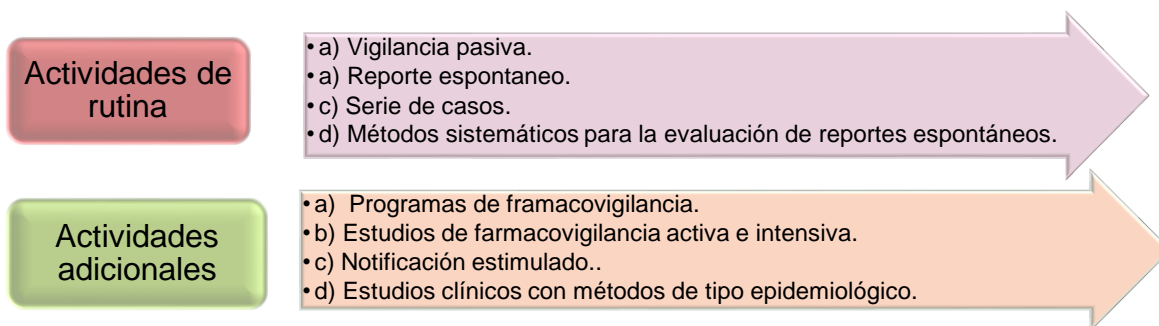 Actividades de
rutina
• a) Vigilancia pasiva.
• a) Reporte espontaneo.
• c) Serie de casos.
• d) Métodos sistemáticos para la evaluación de reportes espontáneos.
Actividades
adicionales
• a) Programas de framacovigilancia.
• b) Estudios de farmacovigilancia activa e intensiva.
• c) Notificación estimulado..
• d) Estudios clínicos con métodos de tipo epidemiológico.